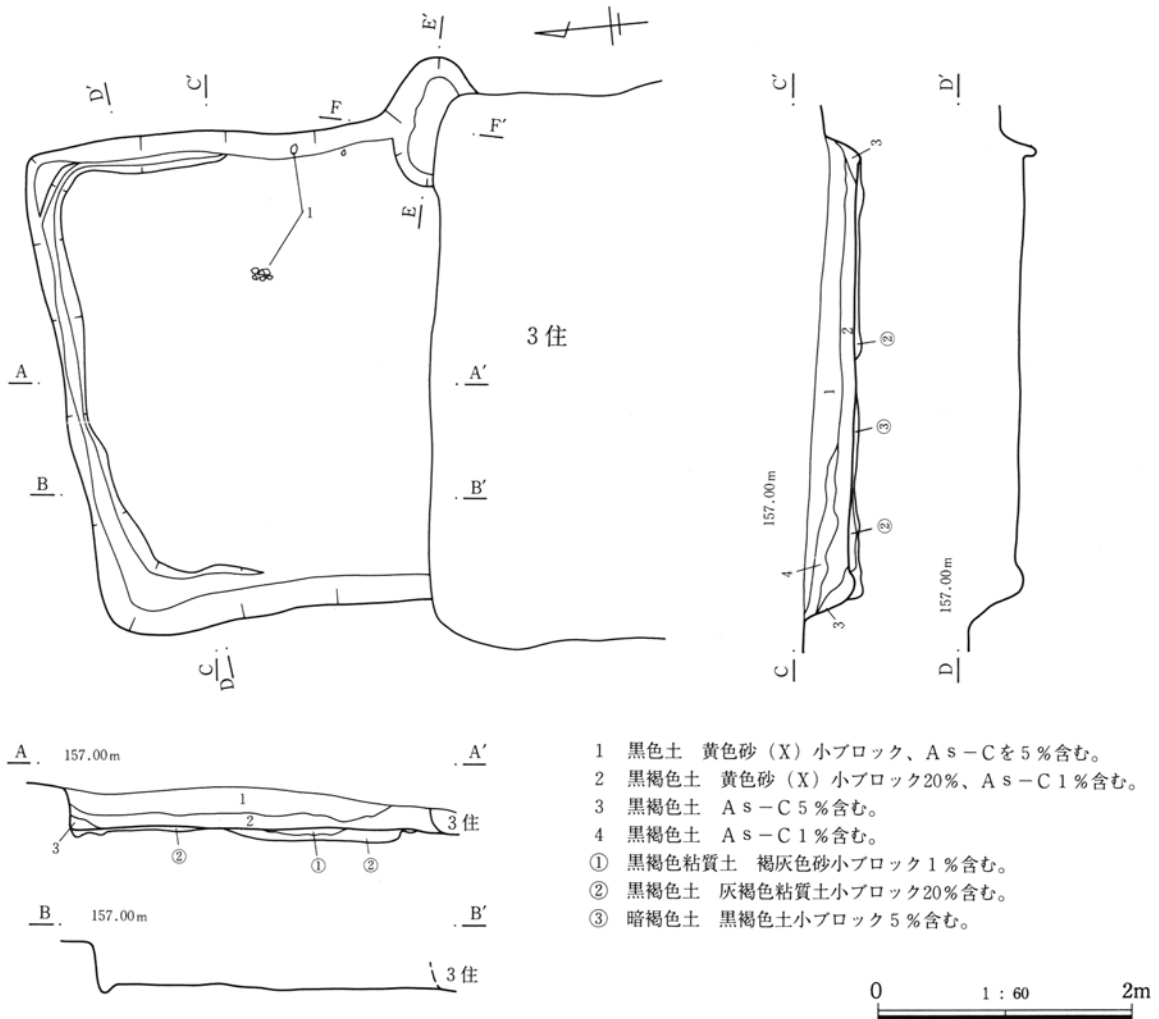 E'
D'
C'
F
F'
1
E
3住
A
A'
B
B'
C
D
C'
D'
3
2
②
1
③
157.00m
②
4
157.00m
3
C
D
A 157.00m A'
1
2
3住
3
②
①
②
B 157.00m B'
3住
1 黒色土 黄色砂(X)小ブロック、As-Cを5%含む。
2 黒褐色土 黄色砂(X)小ブロック20%、As-C1%含む。
3 黒褐色土 As-C5%含む。
4 黒褐色土 As-C1%含む。
① 黒褐色粘質土 褐灰色砂小ブロック1%含む。
② 黒褐色土 灰褐色粘質土小ブロック20%含む。
③ 暗褐色土 黒褐色土小ブロック5%含む。
0 1:60 2m